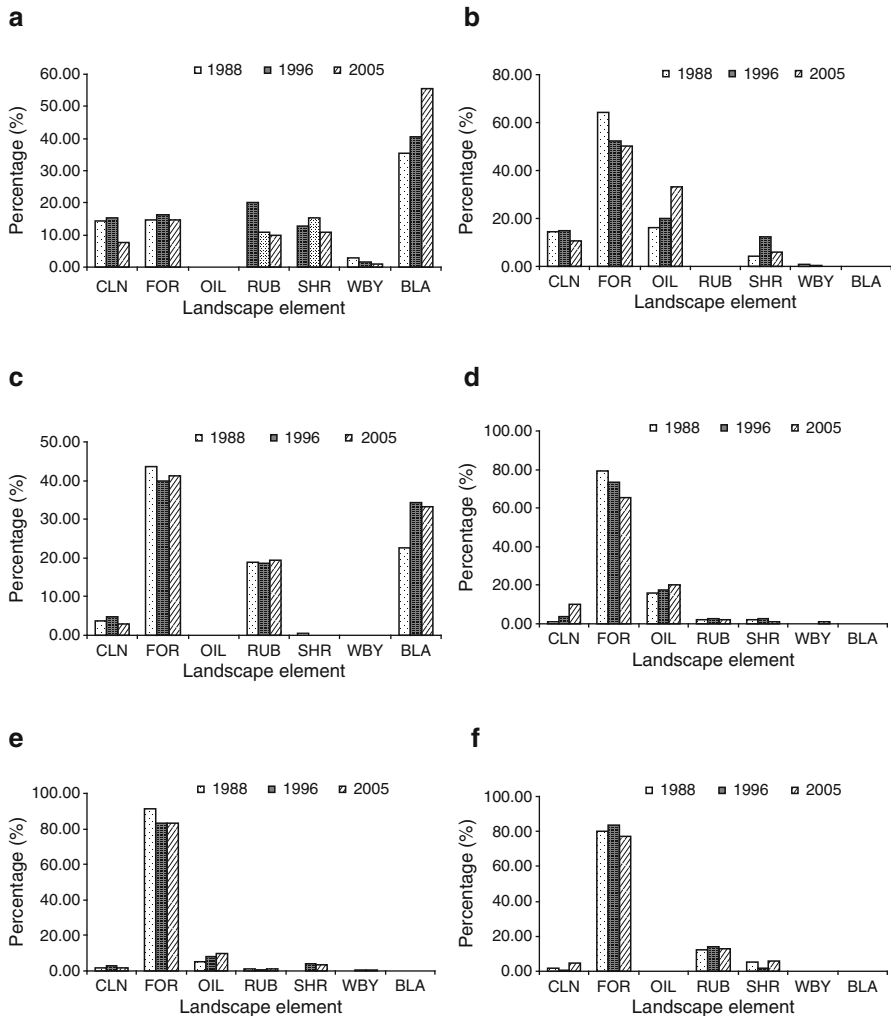 a
60.00
50.00
40.00
30.00
20.00
10.00
0.00
Percentage (%)
1988 1996 2005
CLN FOR OIL RUB SHR WBY BLA
Landscape element
b
80.00
60.00
40.00
20.00
0.00
Percentage (%)
1988 1996 2005
CLN FOR OIL RUB SHR WBY BLA
Landscape element
c
50.00
40.00
30.00
20.00
10.00
0.00
Percentage (%)
1988 1996 2005
CLN FOR OIL RUB SHR WBY BLA
Landscape element
d
100.00
80.00
60.00
40.00
20.00
0.00
Percentage (%)
1988 1996 2005
CLN FOR OIL RUB SHR WBY BLA
Landscape element
e
100.00
80.00
60.00
40.00
20.00
0.00
Percentage (%)
1988 1996 2005
CLN FOR OIL RUB SHR WBY BLA
Landscape element
f
100.00
80.00
60.00
40.00
20.00
0.00
Percentage (%)
1988 1996 2005
CLN FOR OIL RUB SHR WBY BLA
Landscape element